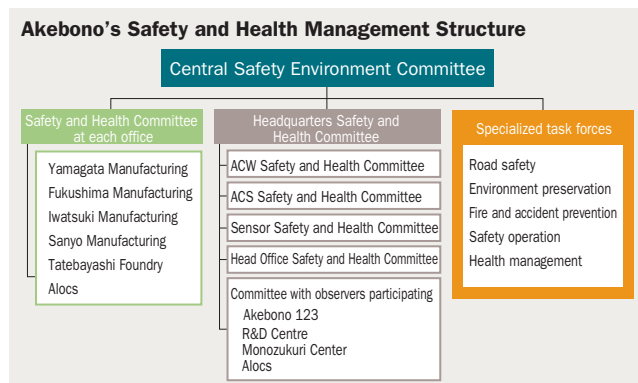 Akebono's Safety and Health Management Structure
Central Safety Environment Committee
Safety and Health Committee
at each office
Yamagata Manufacturing
Fukushima Manufacturing
Iwatsuki Manufacturing
Sanyo Manufacturing
Tatebayashi Foundry
Alocs
Headquarters Safety and
Health Committee
ACW Safety and Health Committee
ACS Safety and Health Committee
Sensor Safety and Health Committee
Head Office Safety and Health Committee
Committee with observers participating
Akebono 123
R&D Centre
Monozukuri Center
Alocs
Specialized task forces
Road safety
Environment preservation
Fire and accident prevention
Safety operation
Health management